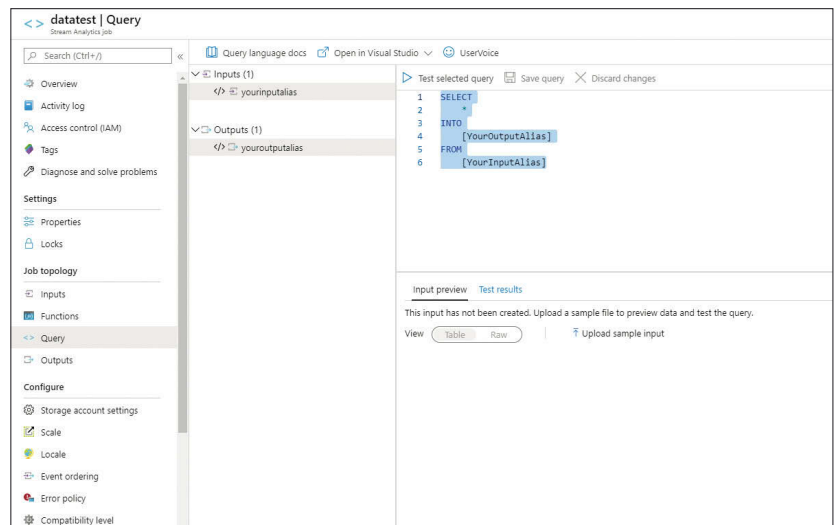 <> datatest | Query
Stream Analytics job
Search (Ctrl+/)
«
Overview
Activity log
Access control (IAM)
Tags
Diagnose and solve problems
Settings
Properties
Locks
Job topology
Inputs
Functions
<> Query
Outputs
Configure
Storage account settings
Scale
Locale
Event ordering
Error policy
Compatibility level
Query language docs Open in Visual Studio UserVoice
Inputs (1)
</> yourinputalias
Outputs (1)
</> youroutputalias
Test selected query Save query Discard changes
1 SELECT
2 *
3 INTO
4 [YourOutputAlias]
5 FROM
6 [YourInputAlias]
Input preview Test results
This input has not been created. Upload a sample file to preview data and test the query.
View Table Raw Upload sample input